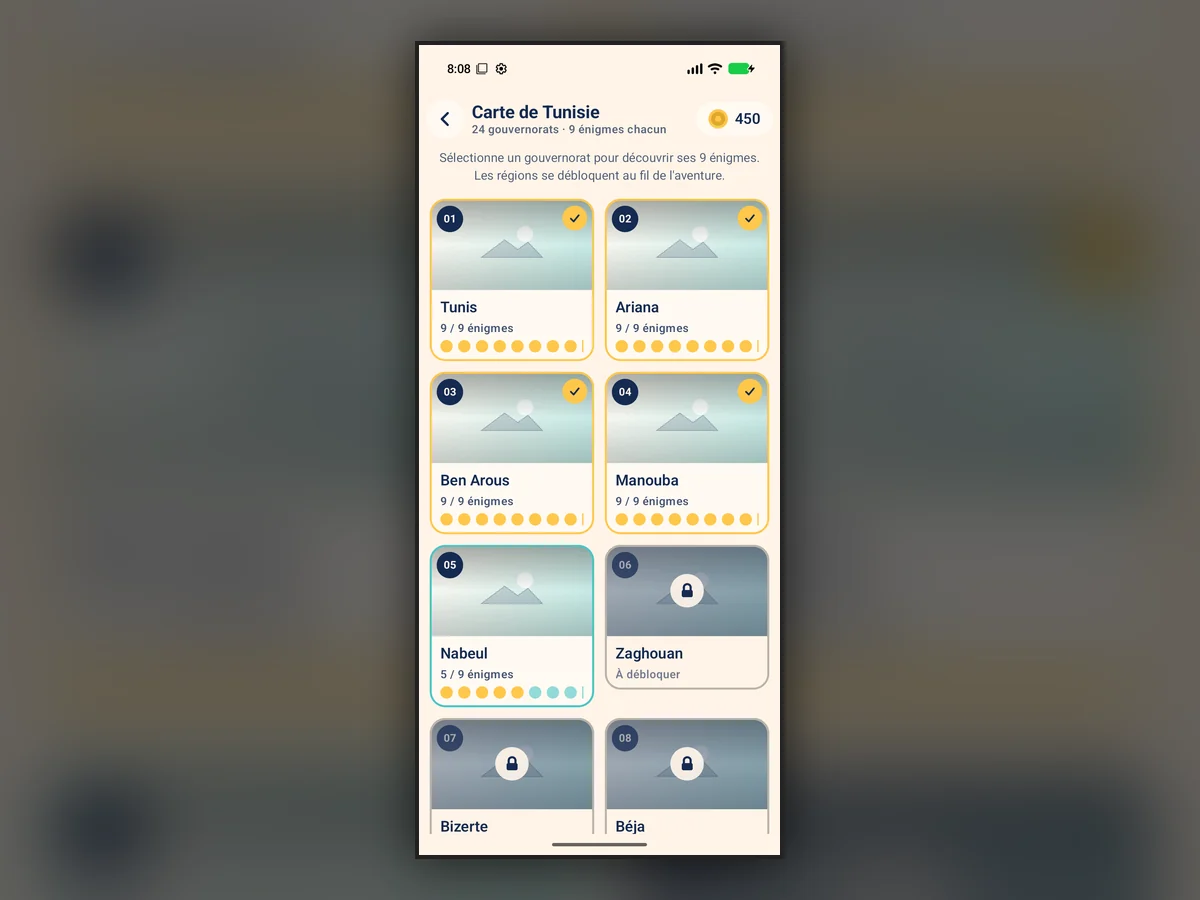 8:08
Carte de Tunisie
24 gouvernorats · 9 énigmes chacun
450
Sélectionne un gouvernorat pour découvrir ses 9 énigmes.
Les régions se débloquent au fil de l'aventure.
01
02
Tunis
Ariana
9 / 9 énigmes
9 / 9 énigmes
03
04
Ben Arous
Manouba
9 / 9 énigmes
9 / 9 énigmes
05
06
Nabeul
Zaghouan
5 / 9 énigmes
À débloquer
07
08
Bizerte
Béja